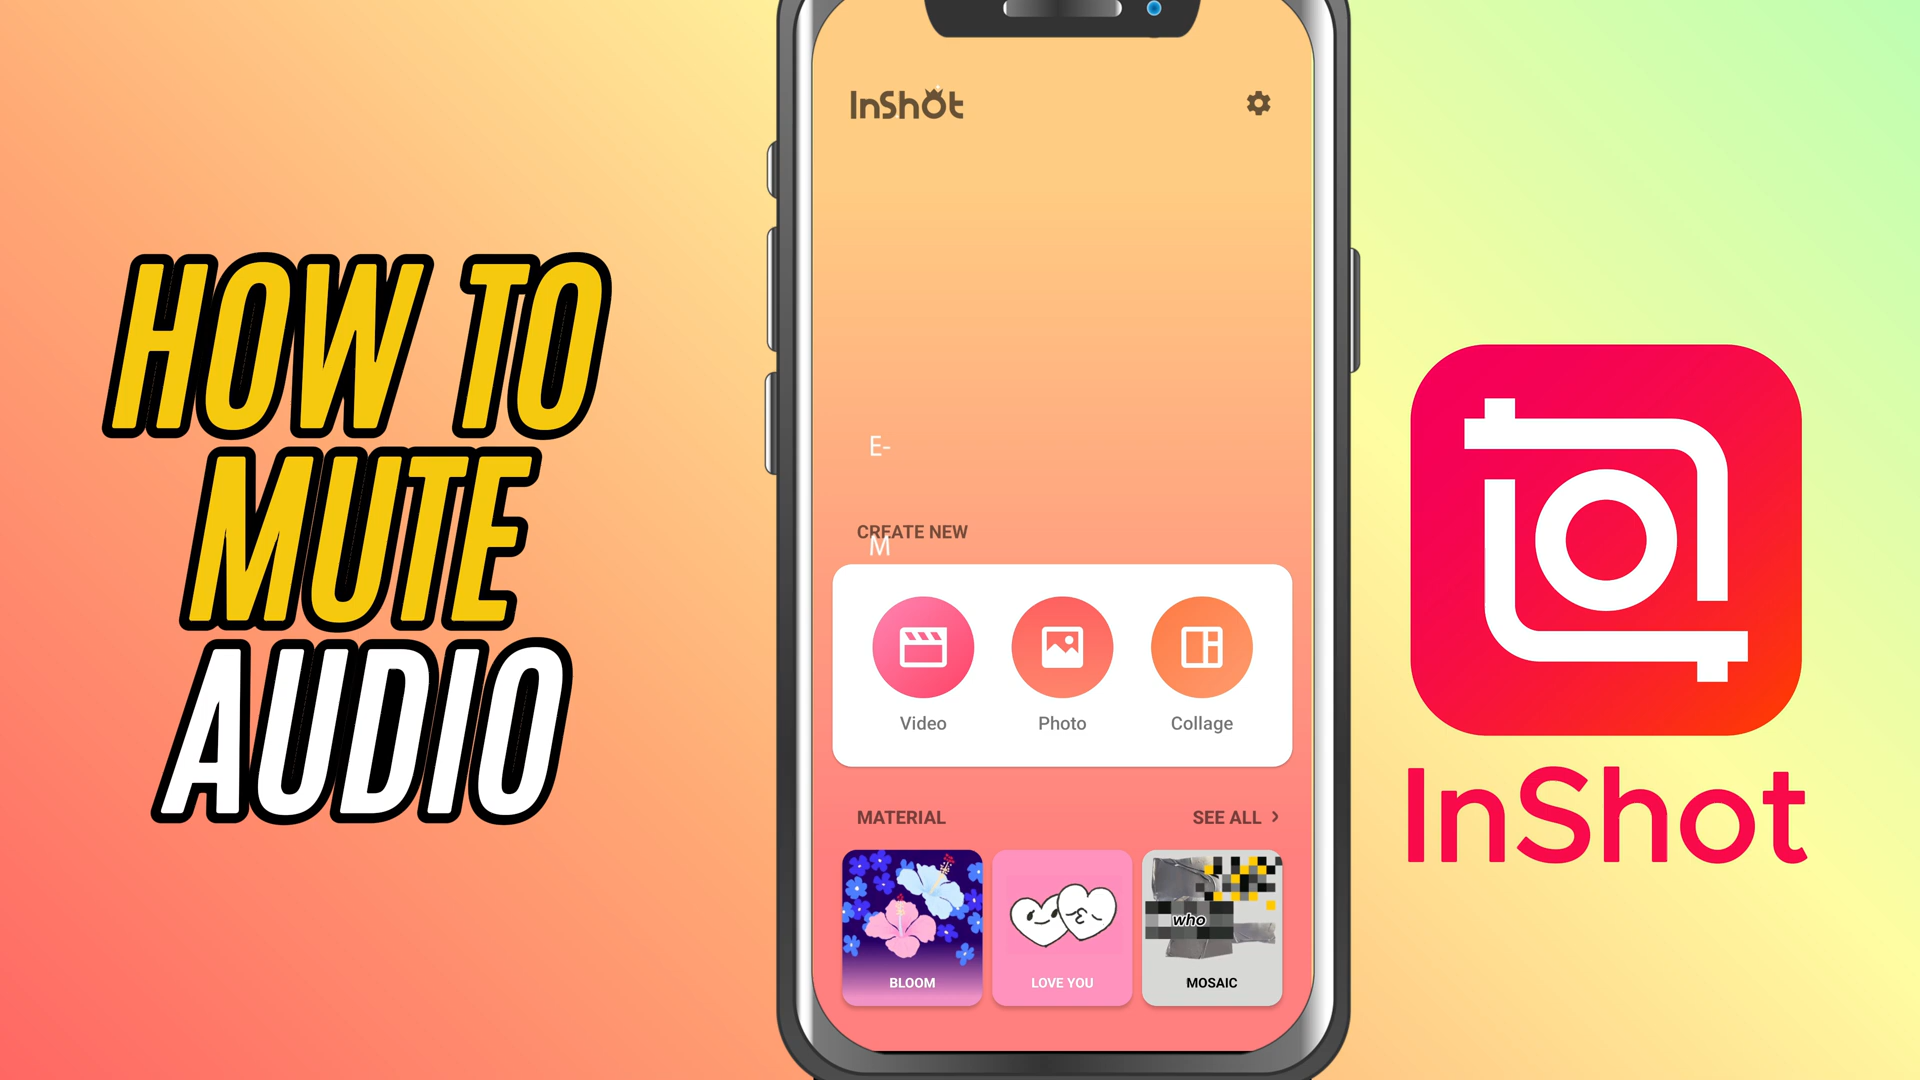 HOW TO
MUTE
AUDIO
InShot
E-
CREATE NEW
M
Video
Photo
Collage
MATERIAL
SEE ALL >
BLOOM
LOVE YOU
who
MOSAIC
InShot